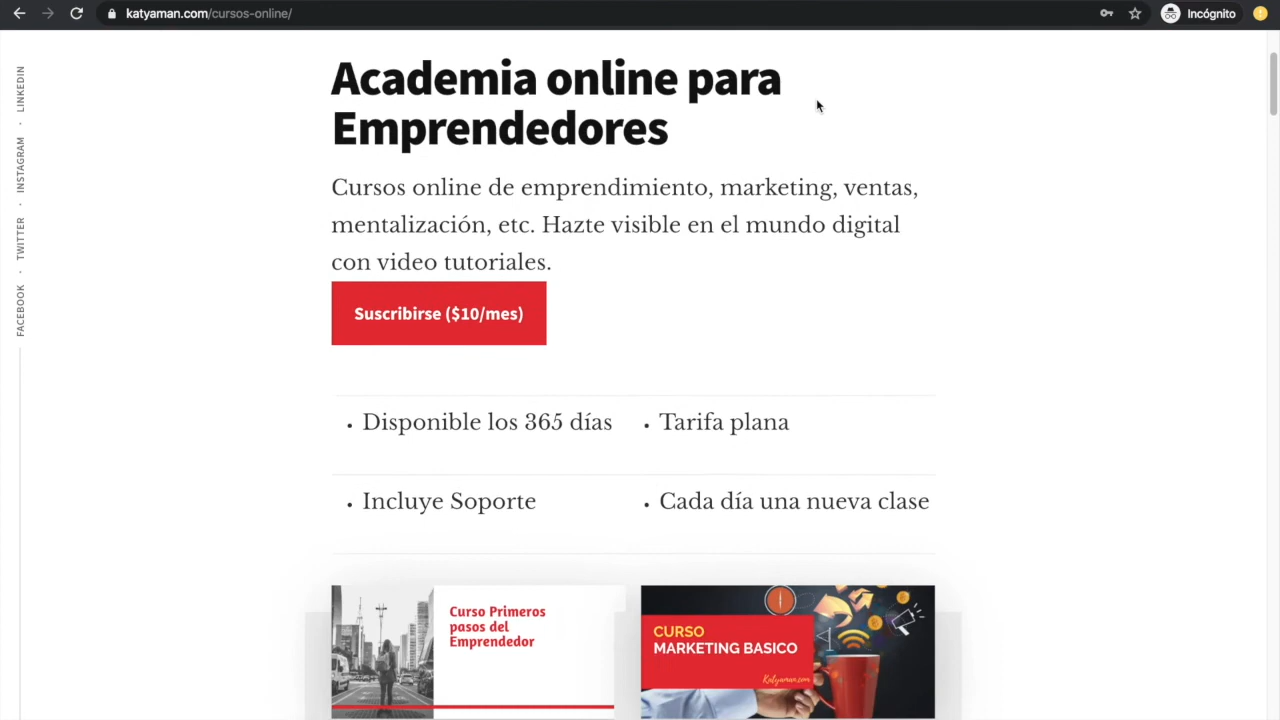 katyaman.com/cursos-online/
Incógnito
FACEBOOK · TWITTER · INSTAGRAM · LINKEDIN
Academia online para
Emprendedores
Cursos online de emprendimiento, marketing, ventas,
mentalización, etc. Hazte visible en el mundo digital
con video tutoriales.
Suscribirse ($10/mes)
• Disponible los 365 días
• Tarifa plana
• Incluye Soporte
• Cada día una nueva clase
Curso Primeros
pasos del
Emprendedor
CURSO
MARKETING BASICO
Katyaman.com